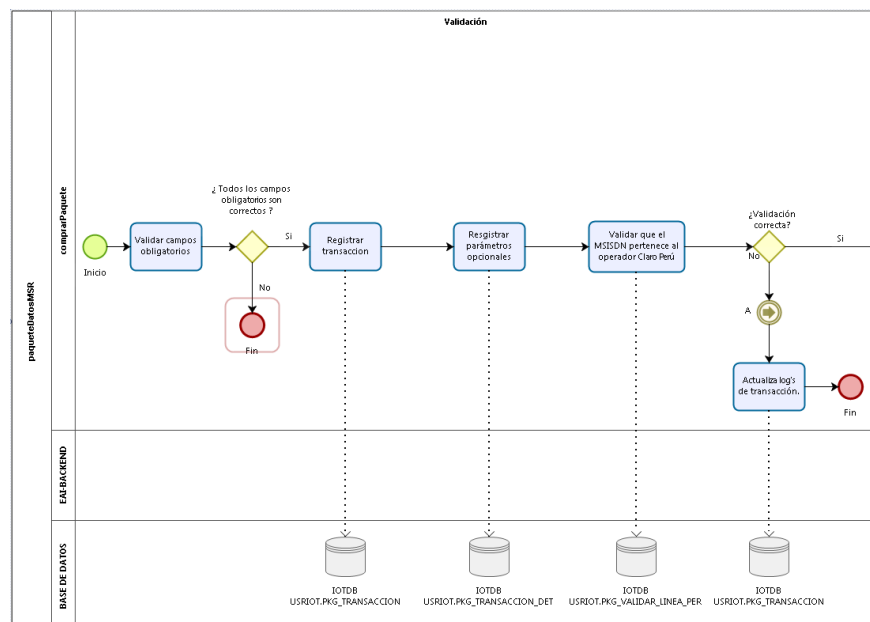 Validación
paqueteDatosMSR
comprarPaquete
¿ Todos los campos
obligatorios son
correctos ?
¿Validación
correcta?
Inicio
Validar campos
obligatorios
Si
Registrar
transaccion
Resgistrar
parámetros
opcionales
Validar que el
MSISDN pertenece al
operador Claro Perú
Si
No
No
Fin
A
Actualiza log's
de transacción.
Fin
EAI-BACKEND
BASE DE DATOS
IOTDB
USRIOT.PKG_TRANSACCION
IOTDB
USRIOT.PKG_TRANSACCION_DET
IOTDB
USRIOT.PKG_VALIDAR_LINEA_PER
IOTDB
USRIOT.PKG_TRANSACCION